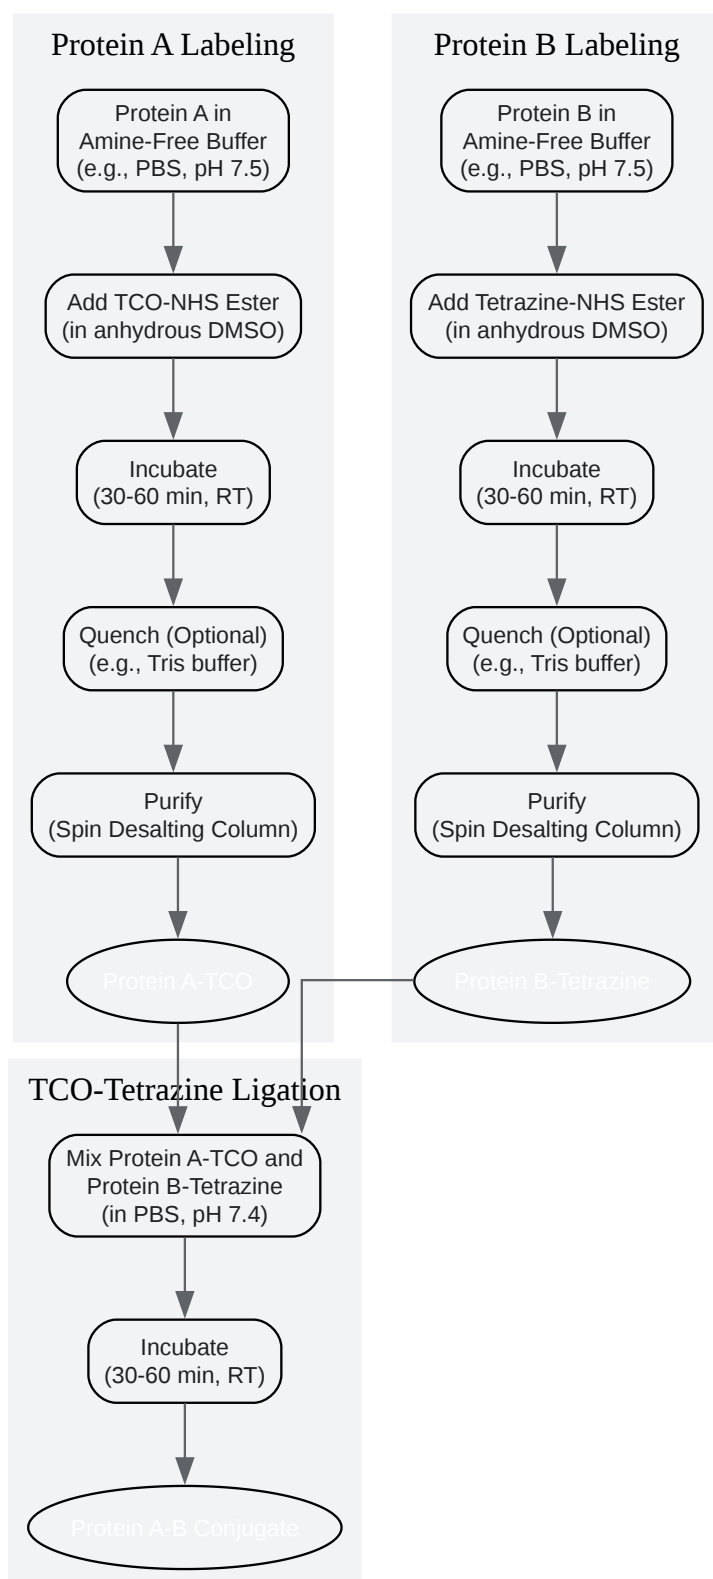 Protein A Labeling
Protein A in
Amine-Free Buffer
(e.g., PBS, pH 7.5)
Add TCO-NHS Ester
(in anhydrous DMSO)
Incubate
(30-60 min, RT)
Quench (Optional)
(e.g., Tris buffer)
Purify
(Spin Desalting Column)
Protein A-TCO
Protein B Labeling
Protein B in
Amine-Free Buffer
(e.g., PBS, pH 7.5)
Add Tetrazine-NHS Ester
(in anhydrous DMSO)
Incubate
(30-60 min, RT)
Quench (Optional)
(e.g., Tris buffer)
Purify
(Spin Desalting Column)
Protein B-Tetrazine
TCO-Tetrazine Ligation
Mix Protein A-TCO and
Protein B-Tetrazine
(in PBS, pH 7.4)
Incubate
(30-60 min, RT)
Protein A-B Conjugate